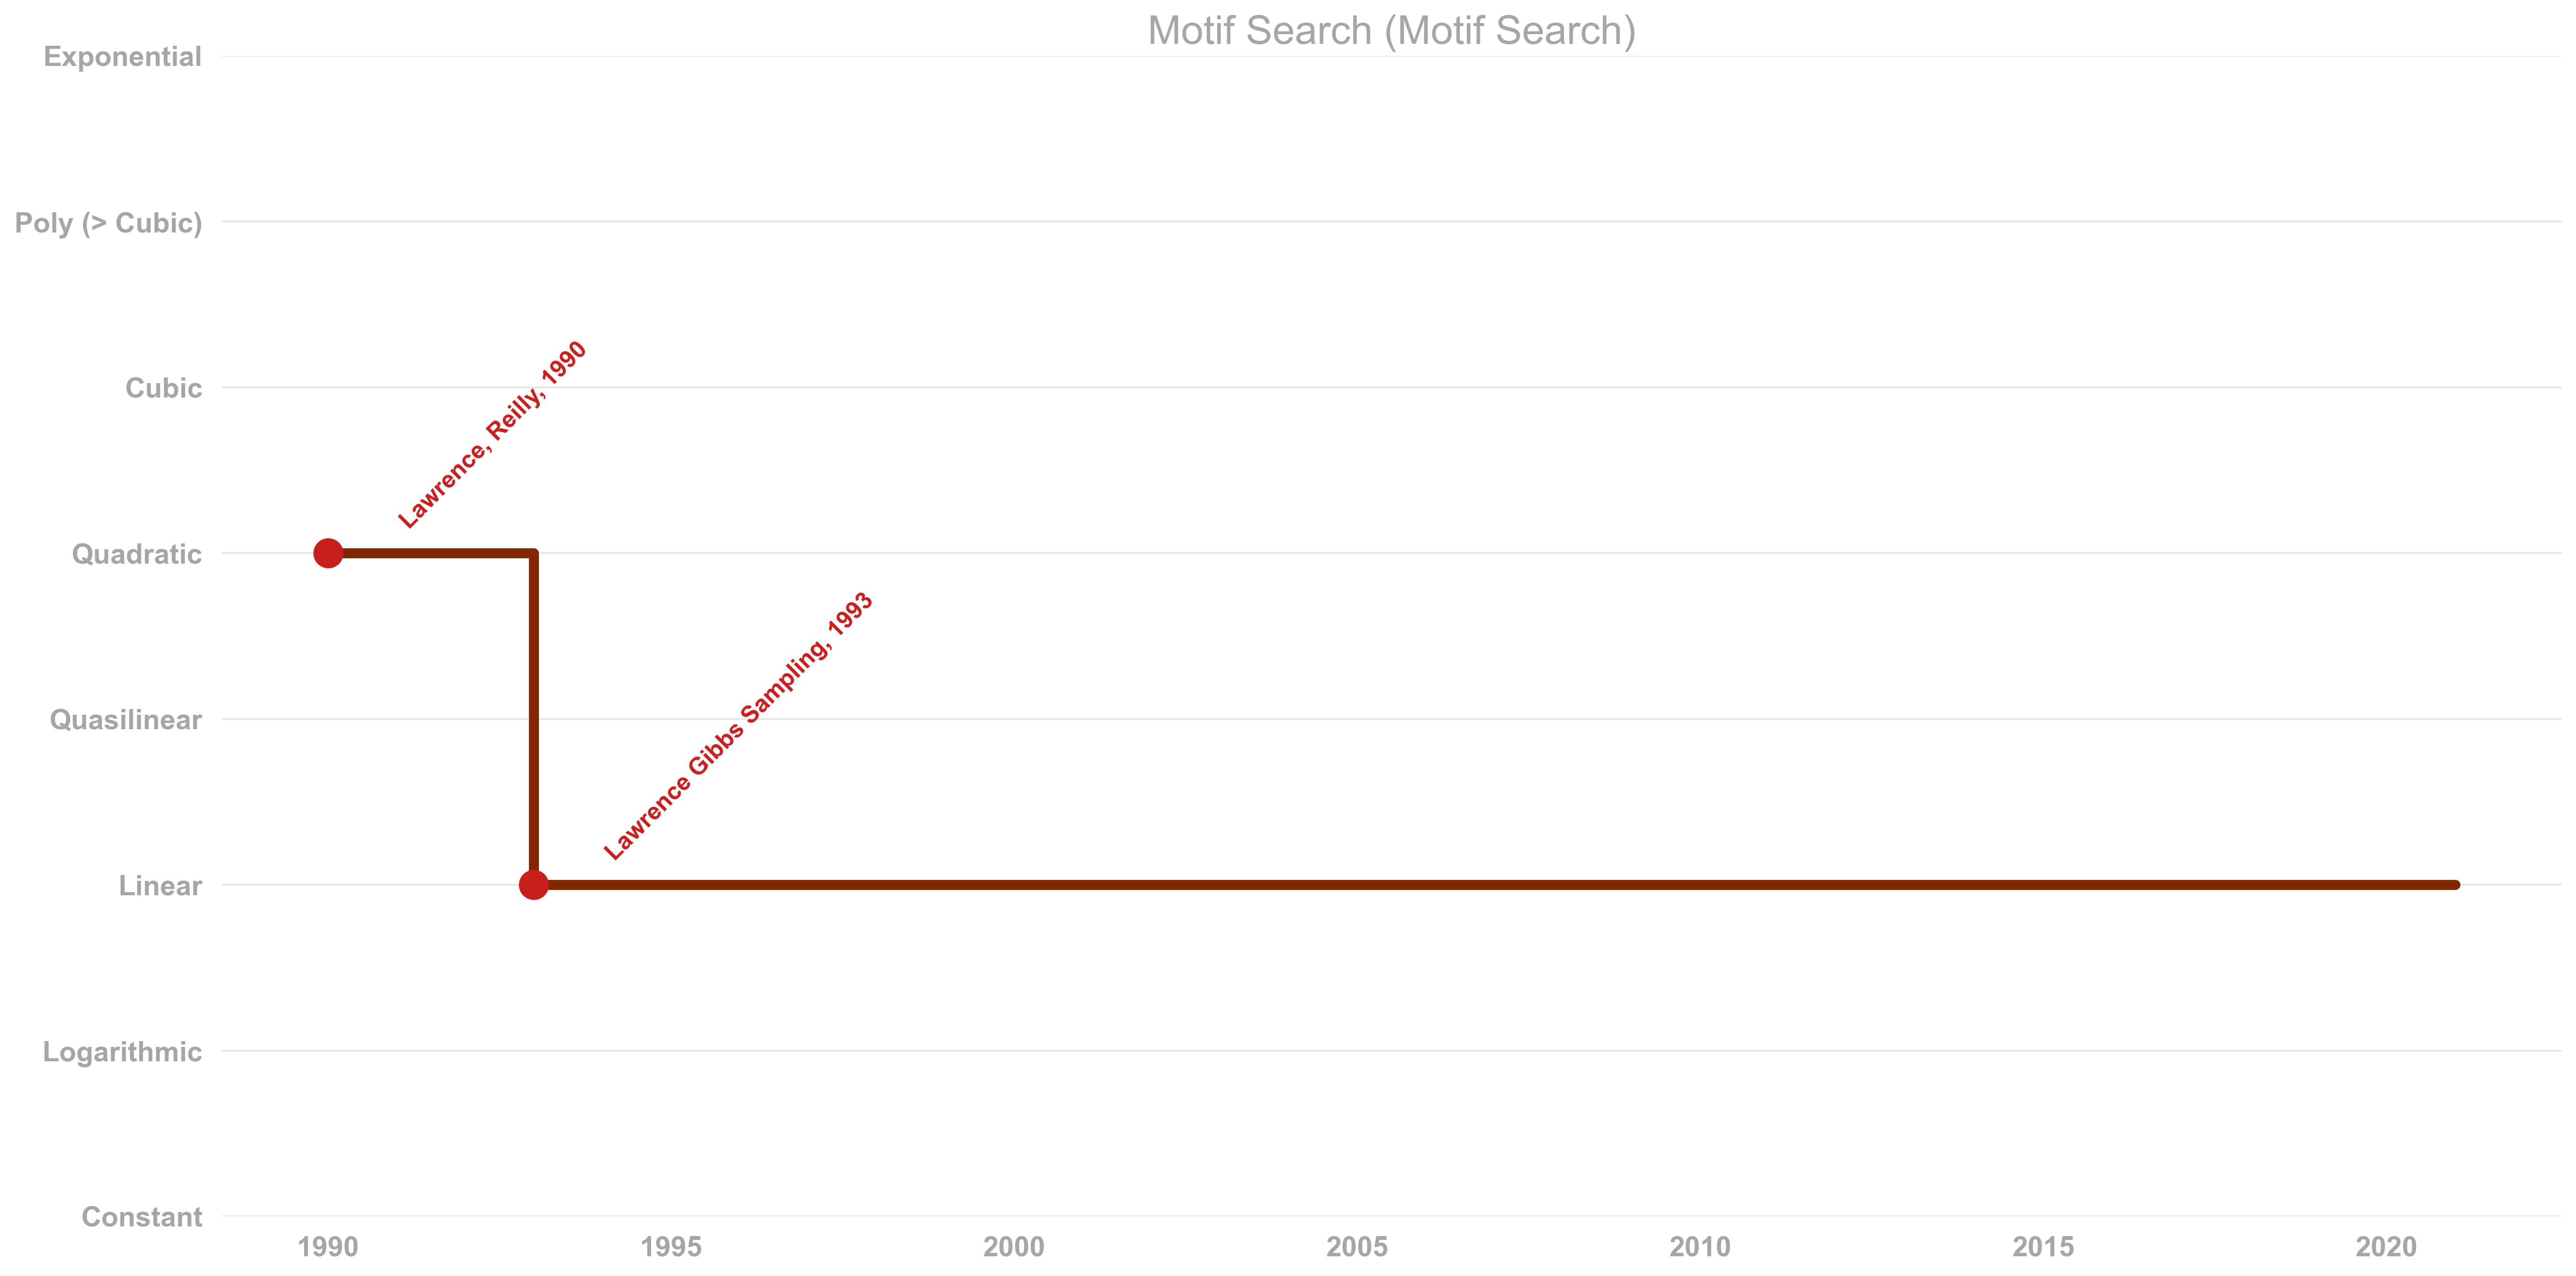 Motif Search (Motif Search)
Exponential
Poly (> Cubic)
Cubic
Quadratic
Quasilinear
Linear
Logarithmic
Constant
Lawrence, Reilly, 1990
Lawrence Gibbs Sampling, 1993
1990
1995
2000
2005
2010
2015
2020